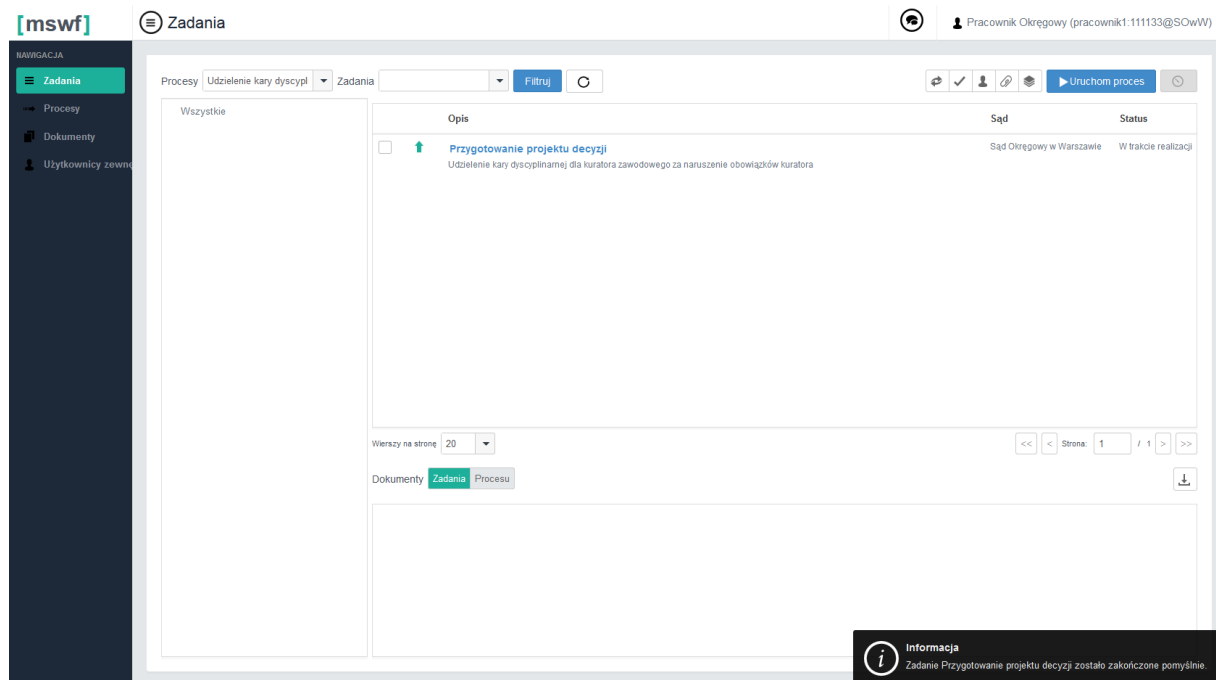 [mswf]
Zadania
Pracownik Okręgowy (pracownik1:111133@SOwW)
NAWIGACJA
Zadania
Procesy
Dokumenty
Użytkownicy zewnę
Procesy Udzielenie kary dyscypl Zadania Filtruj Uruchom proces
Wszystkie
Opis Sąd Status
Przygotowanie projektu decyzji Sąd Okręgowy w Warszawie W trakcie realizacji
Udzielenie kary dyscyplinarnej dla kuratora zawodowego za naruszenie obowiązków kuratora
Wierszy na stronę 20 << < Strona: 1 / 1 > >>
Dokumenty Zadania Procesu
Informacja
Zadanie Przygotowanie projektu decyzji zostało zakończone pomyślnie.